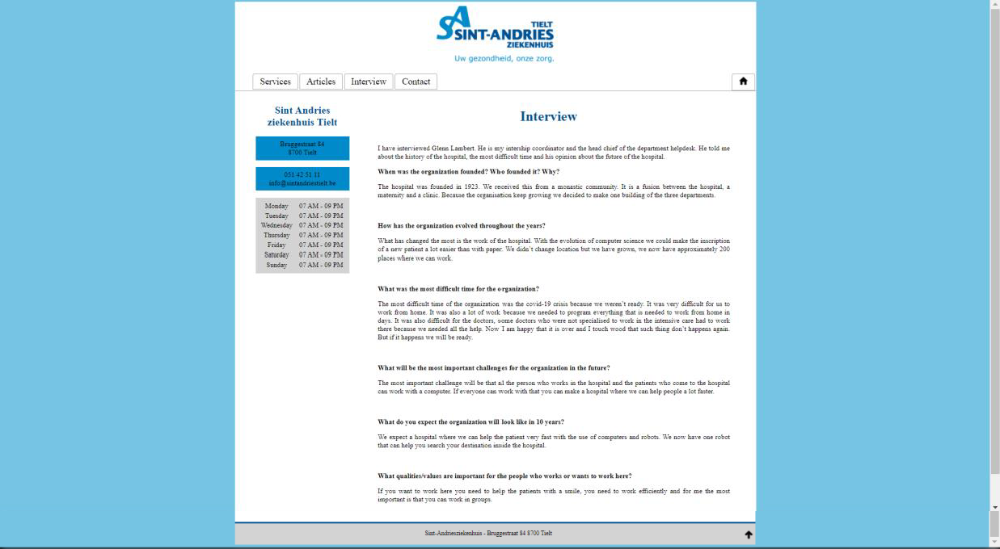 TIELT
SINT-ANDRIES
ZIEKENHUIS
Uw gezondheid, onze zorg.
Services Articles Interview Contact
Sint Andries
ziekenhuis Tielt
Bruggestraat 84
8700 Tielt
051 42 51 11
info@sintandriestielt.be
Monday 07 AM - 09 PM
Tuesday 07 AM - 09 PM
Wednesday 07 AM - 09 PM
Thursday 07 AM - 09 PM
Friday 07 AM - 09 PM
Saturday 07 AM - 09 PM
Sunday 07 AM - 09 PM
Interview
I have interviewed Glenn Lambert. He is my intership coordinator and the head chief of the department helpdesk. He told me
about the history of the hospital, the most difficult time and his opinion about the future of the hospital.
When was the organization founded? Who founded it? Why?
The hospital was founded in 1923. We received this from a monastic community. It is a fusion between the hospital, a
maternity and a clinic. Because the organisation keep growing we decided to make one building of the three departments.
How has the organization evolved throughout the years?
What has changed the most is the work of the hospital. With the evolution of computer science we could make the inscription
of a new patient a lot easier than with paper. We didn't change location but we have grown, we now have approximately 200
places where we can work.
What was the most difficult time for the organization?
The most difficult time of the organization was the covid-19 crisis because we weren't ready. It was very difficult for us to
work from home. It was also a lot of work because we needed to program everything that is needed to work from home in
days. It was also difficult for the doctors, some doctors who were not specialised to work in the intensive care had to work
there because we needed all the help. Now I am happy that it is over and I touch wood that such thing don't happens again.
But if it happens we will be ready.
What will be the most important challenges for the organization in the future?
The most important challenge will be that all the person who works in the hospital and the patients who come to the hospital
can work with a computer. If everyone can work with that you can make a hospital where we can help people a lot faster.
What do you expect the organization will look like in 10 years?
We expect a hospital where we can help the patient very fast with the use of computers and robots. We now have one robot
that can help you search your destination inside the hospital.
What qualities/values are important for the people who works or wants to work here?
If you want to work here you need to help the patients with a smile, you need to work efficiently and for me the most
important is that you can work in groups.
Sint-Andriesziekenhuis - Bruggestraat 84 8700 Tielt